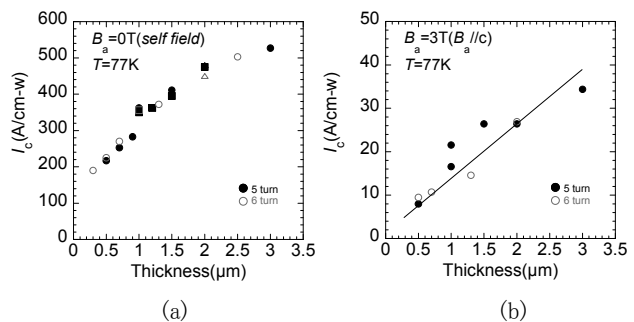 B_a=0T(self field)
T=77K
I_c(A/cm-w)
600
500
400
300
200
100
0
0 0.5 1 1.5 2 2.5 3 3.5
Thickness(μm)
5 turn
6 turn
(a)
B_a=3T(B_a//c)
T=77K
I_c(A/cm-w)
50
40
30
20
10
0
0 0.5 1 1.5 2 2.5 3 3.5
Thickness(μm)
5 turn
6 turn
(b)